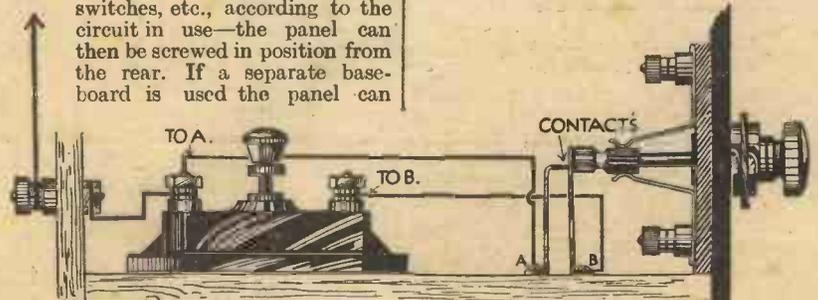 switches, etc., according to the
circuit in use—the panel can
then be screwed in position from
the rear. If a separate base-
board is used the panel can
TO A.
CONTACTS
TO B.
A
B